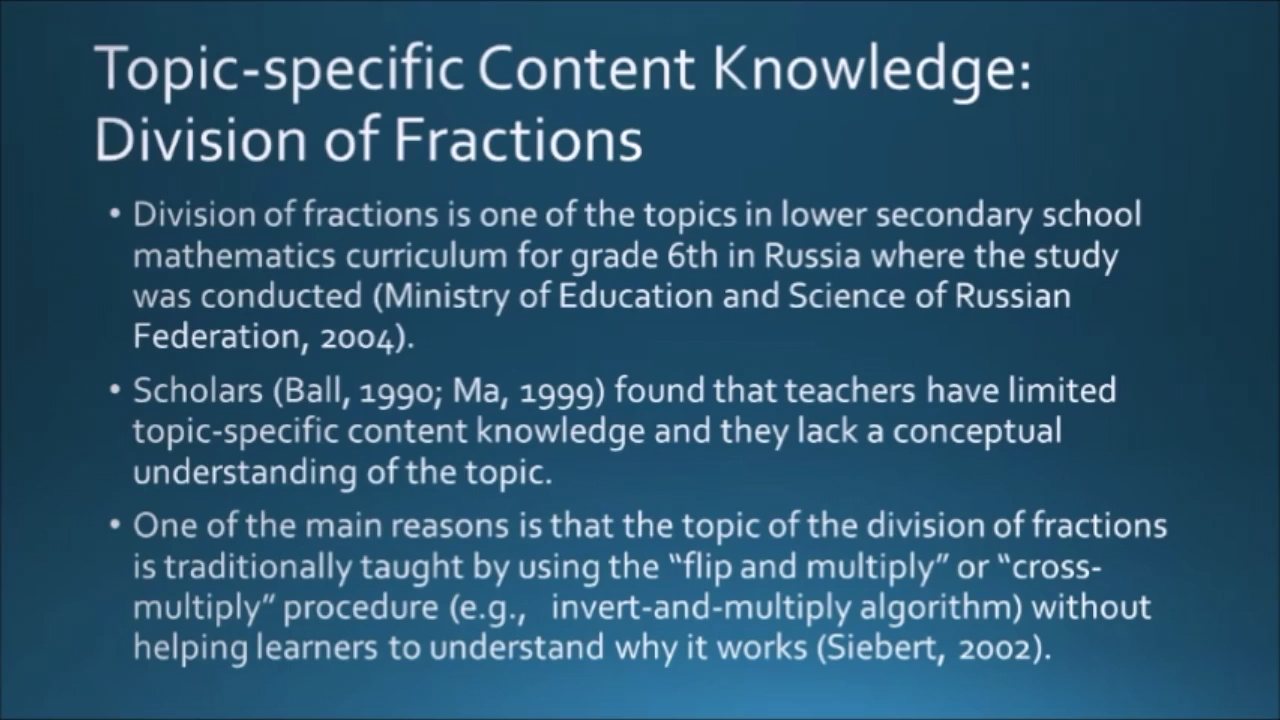 Topic-specific Content Knowledge:
Division of Fractions
• Division of fractions is one of the topics in lower secondary school
mathematics curriculum for grade 6th in Russia where the study
was conducted (Ministry of Education and Science of Russian
Federation, 2004).
• Scholars (Ball, 1990; Ma, 1999) found that teachers have limited
topic-specific content knowledge and they lack a conceptual
understanding of the topic.
• One of the main reasons is that the topic of the division of fractions
is traditionally taught by using the “flip and multiply” or “cross-
multiply” procedure (e.g., invert-and-multiply algorithm) without
helping learners to understand why it works (Siebert, 2002).